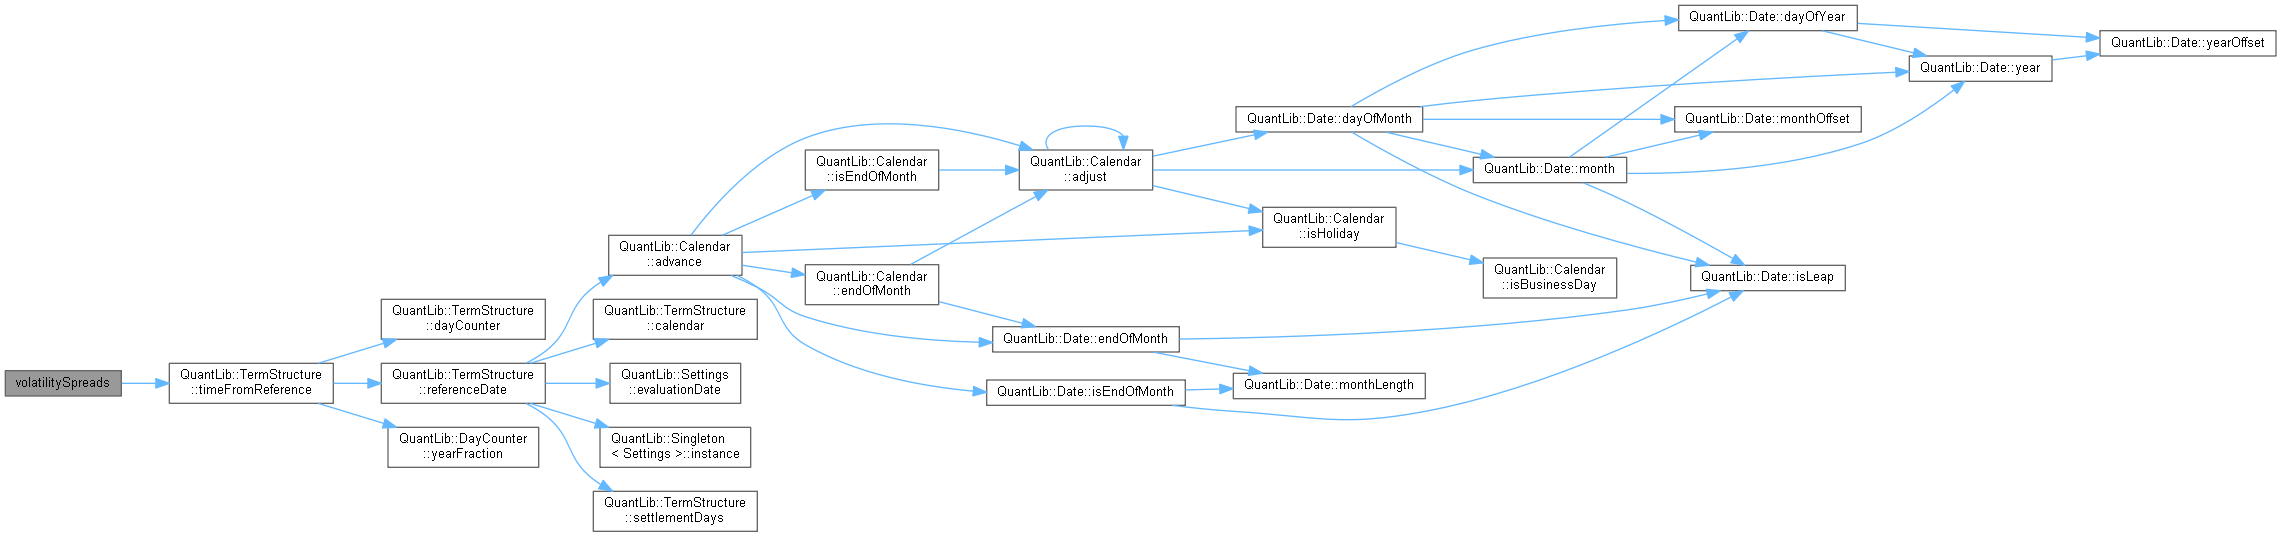 volatilitySpreads
QuantLib::TermStructure
::timeFromReference
QuantLib::TermStructure
::dayCounter
QuantLib::TermStructure
::referenceDate
QuantLib::DayCounter
::yearFraction
QuantLib::Calendar
::advance
QuantLib::TermStructure
::calendar
QuantLib::Settings
::evaluationDate
QuantLib::Singleton
< Settings >::instance
QuantLib::TermStructure
::settlementDays
QuantLib::Calendar
::isEndOfMonth
QuantLib::Calendar
::endOfMonth
QuantLib::Calendar
::adjust
QuantLib::Date::endOfMonth
QuantLib::Date::isEndOfMonth
QuantLib::Date::dayOfMonth
QuantLib::Calendar
::isHoliday
QuantLib::Date::monthLength
QuantLib::Date::month
QuantLib::Calendar
::isBusinessDay
QuantLib::Date::dayOfYear
QuantLib::Date::monthOffset
QuantLib::Date::isLeap
QuantLib::Date::year
QuantLib::Date::yearOffset